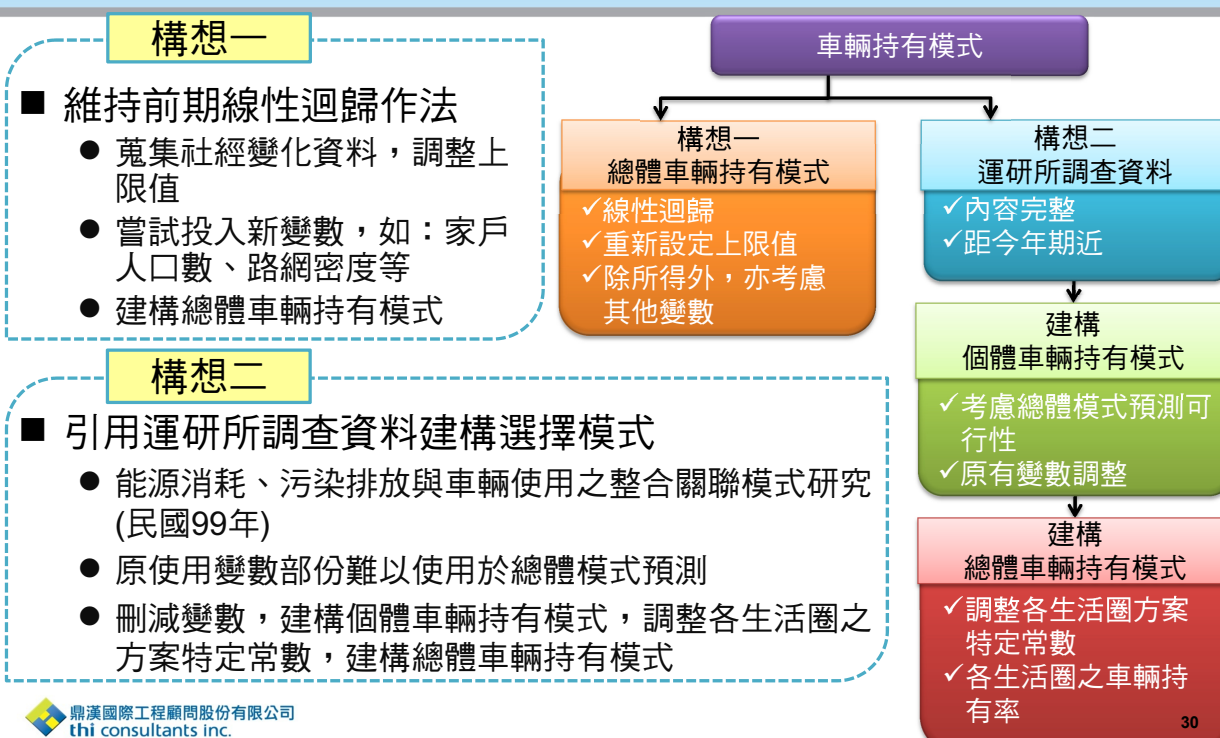 構想一
■ 維持前期線性迴歸作法
● 蒐集社經變化資料，調整上
限值
● 嘗試投入新變數，如：家戶
人口數、路網密度等
● 建構總體車輛持有模式
構想二
■ 引用運研所調查資料建構選擇模式
● 能源消耗、污染排放與車輛使用之整合關聯模式研究
(民國99年)
● 原使用變數部份難以使用於總體模式預測
● 刪減變數，建構個體車輛持有模式，調整各生活圈之
方案特定常數，建構總體車輛持有模式
車輛持有模式
構想一
總體車輛持有模式
✓線性迴歸
✓重新設定上限值
✓除所得外，亦考慮
其他變數
構想二
運研所調查資料
✓內容完整
✓距今年期近
建構
個體車輛持有模式
✓考慮總體模式預測可
行性
✓原有變數調整
建構
總體車輛持有模式
✓調整各生活圈方案
特定常數
✓各生活圈之車輛持
有率
鼎漢國際工程顧問股份有限公司
thi consultants inc.
30